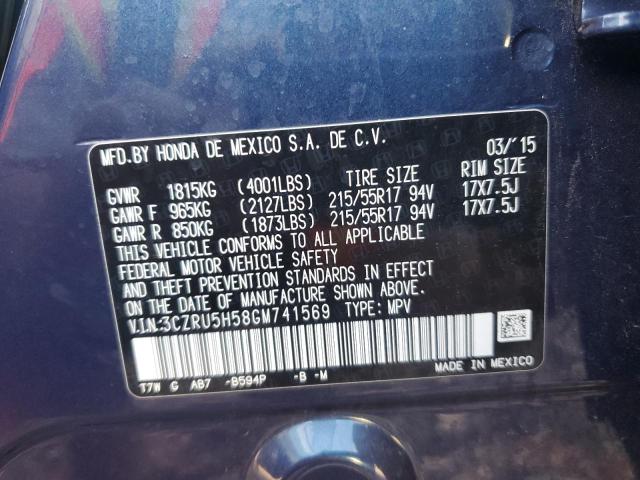 MFD.BY HONDA DE MEXICO S.A. DE C.V. 03/'15
GVWR 1815KG (4001LBS) TIRE SIZE RIM SIZE
GAWR F 965KG (2127LBS) 215/55R17 94V 17X7.5J
GAWR R 850KG (1873LBS) 215/55R17 94V 17X7.5J
THIS VEHICLE CONFORMS TO ALL APPLICABLE
FEDERAL MOTOR VEHICLE SAFETY
AND THEFT PREVENTION STANDARDS IN EFFECT
ON THE DATE OF MANUFACTURE SHOWN ABOVE.
V.I.N:3CZRU5H58GM741569 TYPE: MPV
T7W G AB7 -B594P -B -M MADE IN MEXICO